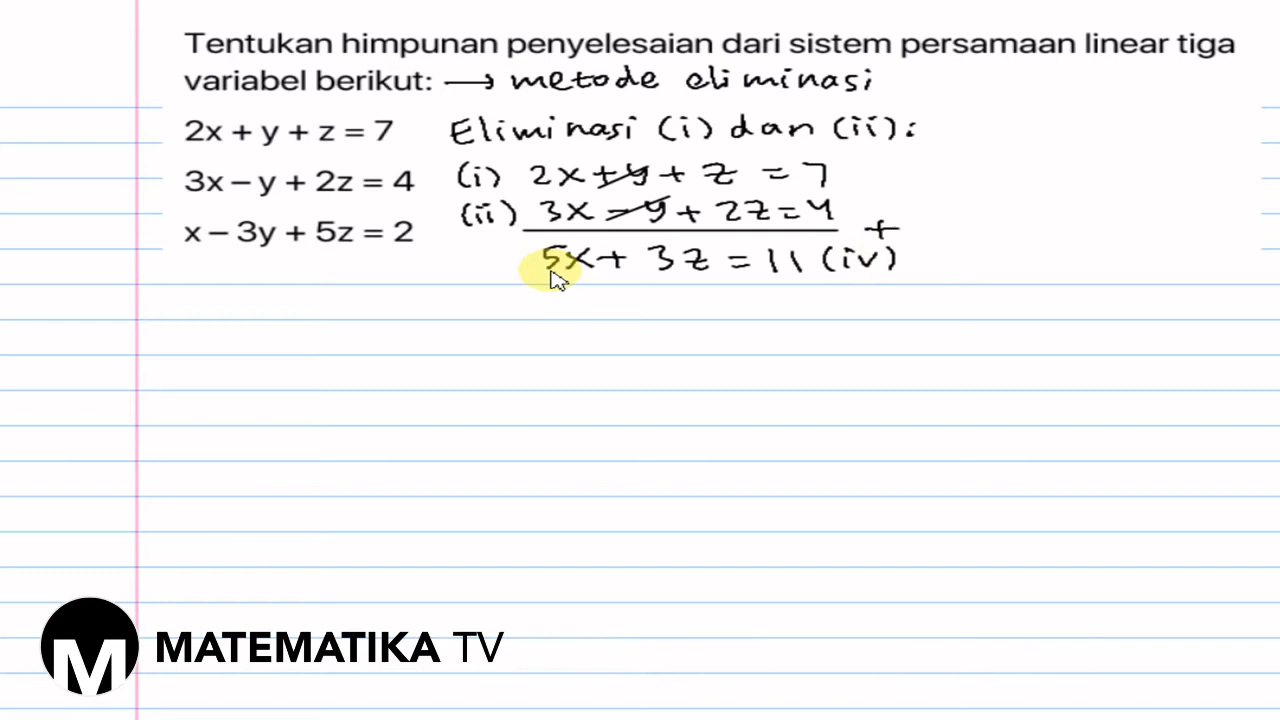 Tentukan himpunan penyelesaian dari sistem persamaan linear tiga
variabel berikut: → metode eliminasi
2x + y + z = 7
3x – y + 2z = 4
x – 3y + 5z = 2
Eliminasi (i) dan (ii):
(i) 2x + y + z = 7
(ii) 3x – y + 2z = 4 +
5x + 3z = 11 (iv)
M MATEMATIKA TV